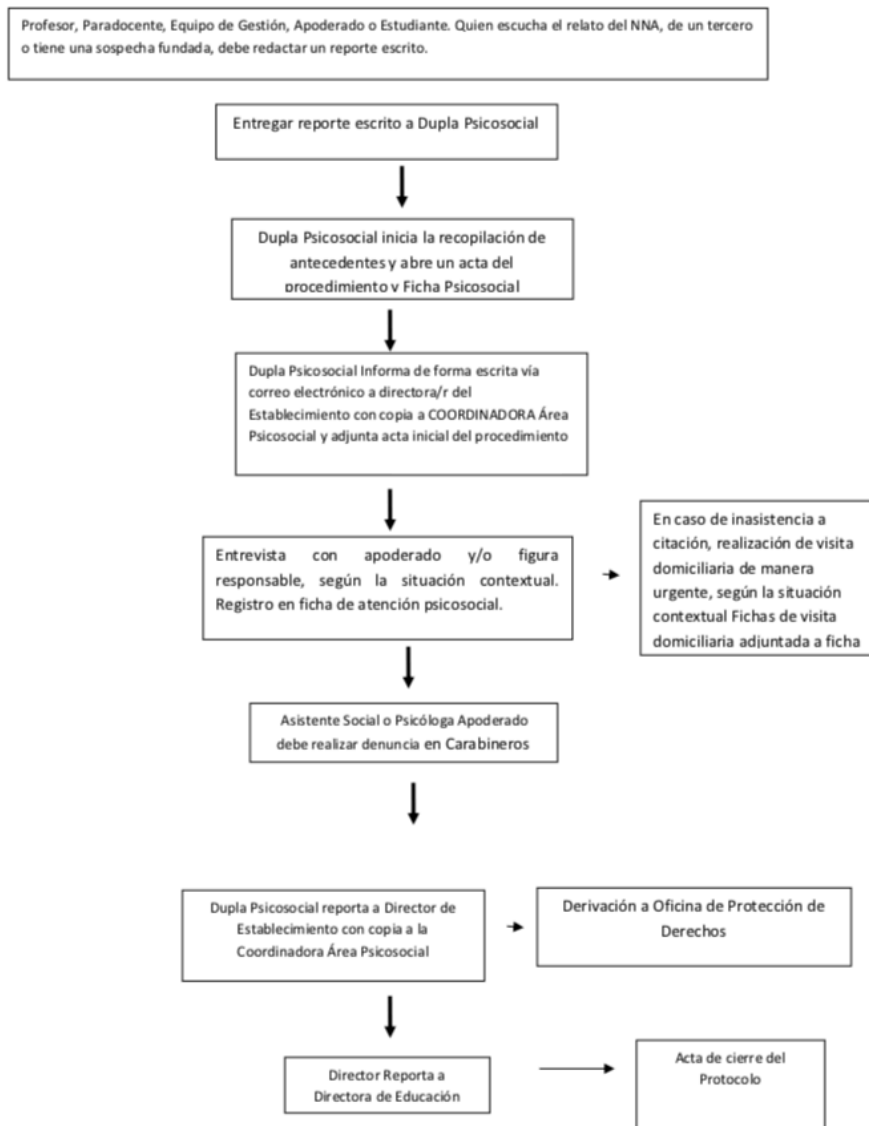 Profesor, Paradocente, Equipo de Gestión, Apoderado o Estudiante. Quien escucha el relato del NNA, de un tercero
o tiene una sospecha fundada, debe redactar un reporte escrito.
Entregar reporte escrito a Dupla Psicosocial
Dupla Psicosocial inicia la recopilación de
antecedentes y abre un acta del
procedimiento y Ficha Psicosocial
Dupla Psicosocial Informa de forma escrita vía
correo electrónico a directora/r del
Establecimiento con copia a COORDINADORA Área
Psicosocial y adjunta acta inicial del procedimiento
Entrevista con apoderado y/o figura
responsable, según la situación contextual.
Registro en ficha de atención psicosocial.
En caso de inasistencia a
citación, realización de visita
domiciliaria de manera
urgente, según la situación
contextual Fichas de visita
domiciliaria adjuntada a ficha
Asistente Social o Psicóloga Apoderado
debe realizar denuncia en Carabineros
Dupla Psicosocial reporta a Director de
Establecimiento con copia a la
Coordinadora Área Psicosocial
Derivación a Oficina de Protección de
Derechos
Director Reporta a
Directora de Educación
Acta de cierre del
Protocolo